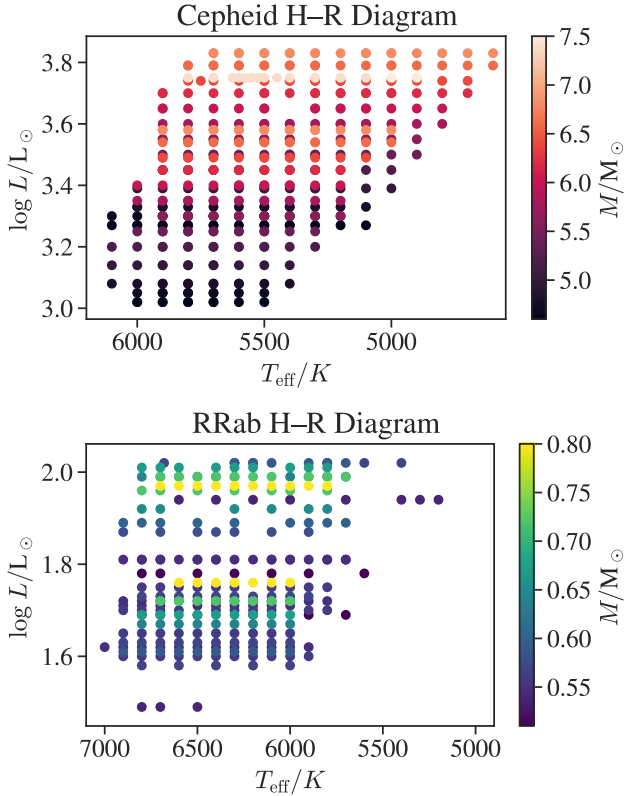 Cepheid H–R Diagram
log L/L⊙
3.8
3.6
3.4
3.2
3.0
6000 5500 5000
T_eff/K
7.5
7.0
6.5
6.0
5.5
5.0
M/M⊙
RRab H–R Diagram
log L/L⊙
2.0
1.8
1.6
7000 6500 6000 5500 5000
T_eff/K
0.80
0.75
0.70
0.65
0.60
0.55
M/M⊙